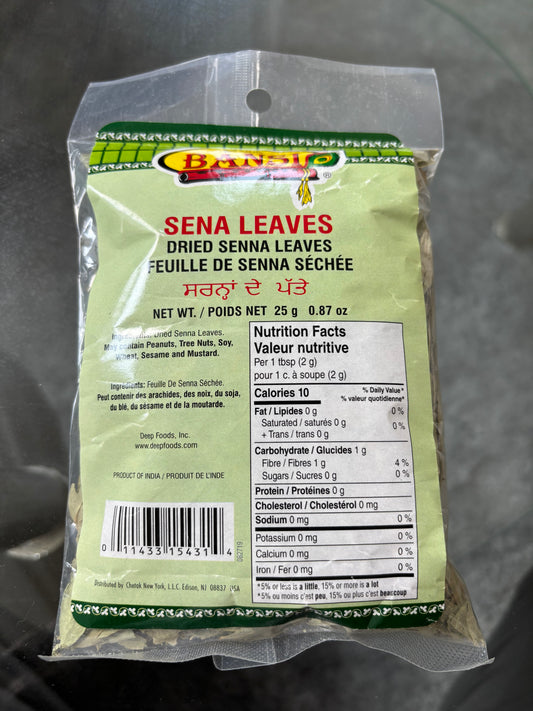 BANSI
®
SENA LEAVES
DRIED SENNA LEAVES
FEUILLE DE SENNA SÉCHÉE
ਸਰਨ੍ਹਾਂ ਦੇ ਪੱਤੇ
NET WT. / POIDS NET 25 g 0.87 oz
Dried Senna Leaves.
May contain Peanuts, Tree Nuts, Soy,
Wheat, Sesame and Mustard.
Ingredients: Feuille De Senna Séchée.
Peut contenir des arachides, des noix, du soja,
du blé, du sésame et de la moutarde.
Deep Foods, Inc.
www.deepfoods.com
PRODUCT OF INDIA / PRODUIT DE L'INDE
0 11433 15431 4
062719
Distributed by Chetak New York, L.L.C. Edison, NJ 08837 USA
Nutrition Facts
Valeur nutritive
Per 1 tbsp (2 g)
pour 1 c. à soupe (2 g)
Calories 10 % Daily Value*
% valeur quotidienne*
Fat / Lipides 0 g 0 %
Saturated / saturés 0 g
+ Trans / trans 0 g 0 %
Carbohydrate / Glucides 1 g
Fibre / Fibres 1 g 4 %
Sugars / Sucres 0 g 0 %
Protein / Protéines 0 g
Cholesterol / Cholestérol 0 mg
Sodium 0 mg 0 %
Potassium 0 mg 0 %
Calcium 0 mg 0 %
Iron / Fer 0 mg 0 %
*5% or less is a little, 15% or more is a lot
*5% ou moins c'est peu, 15% ou plus c'est beaucoup